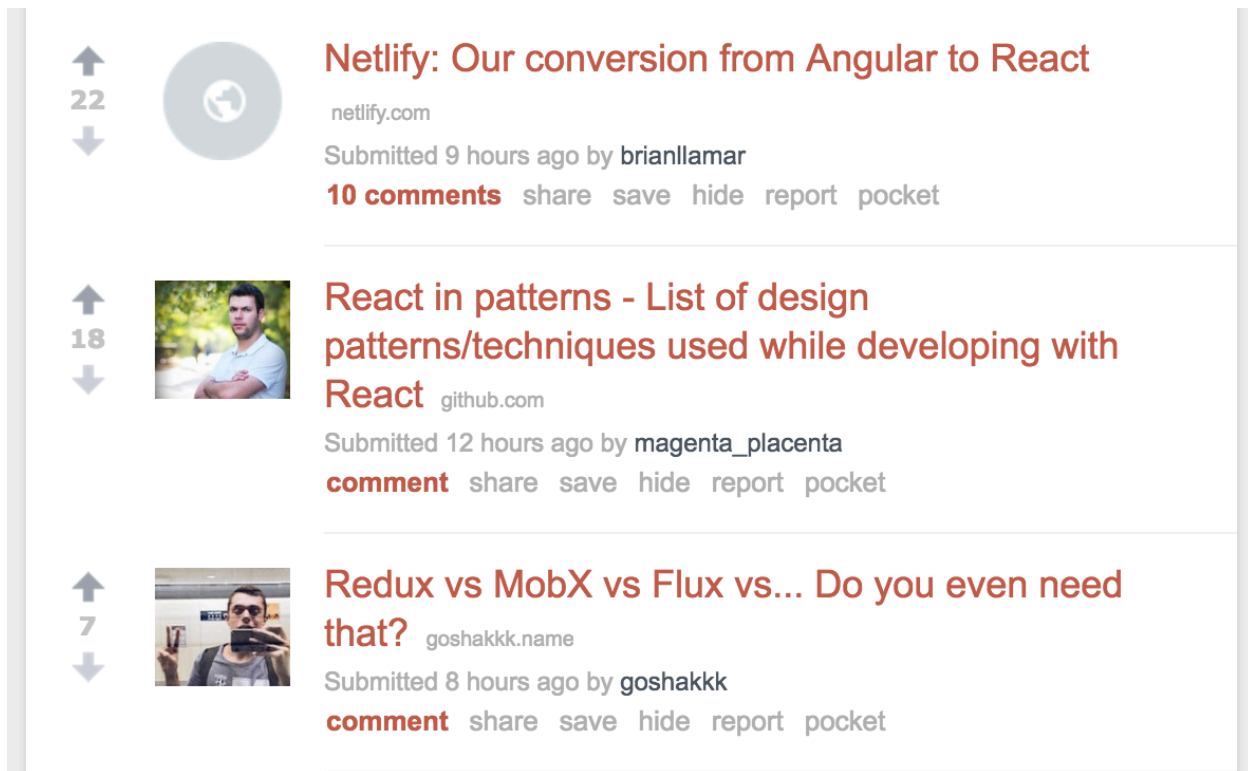 Netlify: Our conversion from Angular to React
22
netlify.com
Submitted 9 hours ago by brianllamar
10 comments share save hide report pocket
React in patterns - List of design
patterns/techniques used while developing with
18
React github.com
Submitted 12 hours ago by magenta_placenta
comment share save hide report pocket
Redux vs MobX vs Flux vs... Do you even need
7
that? goshakkk.name
Submitted 8 hours ago by goshakkk
comment share save hide report pocket